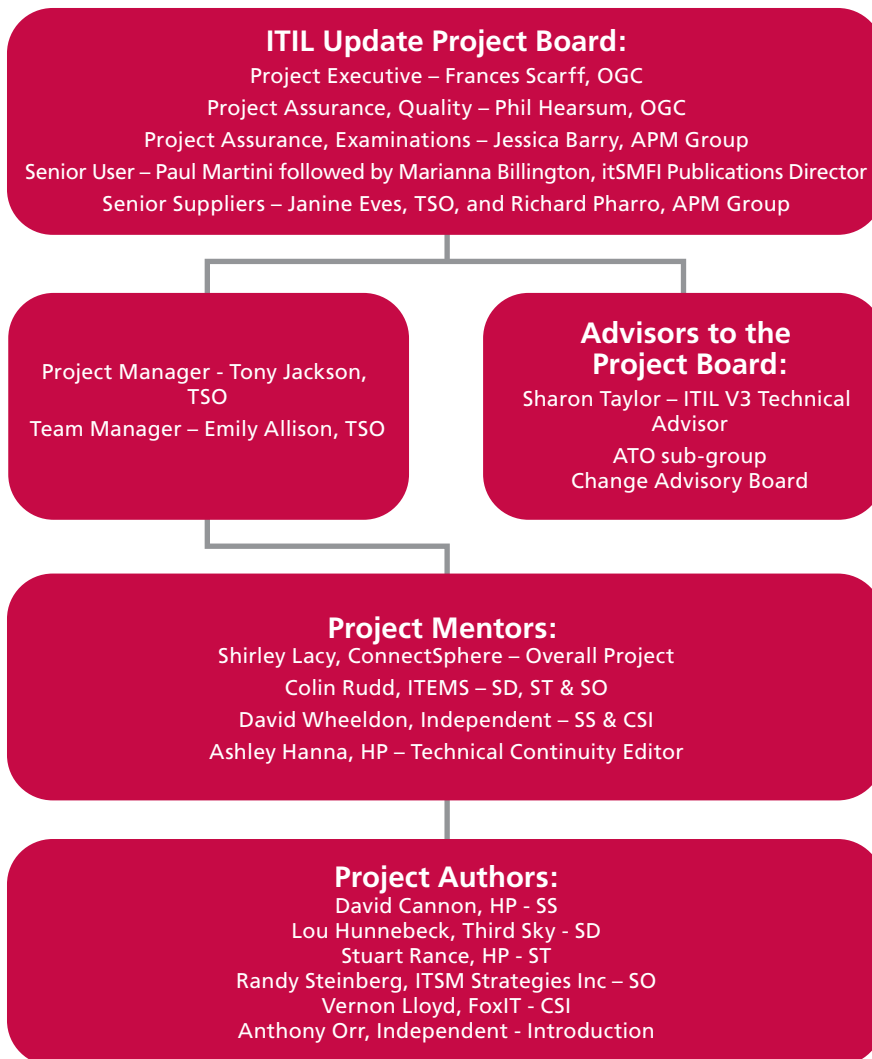 ITIL Update Project Board:
Project Executive – Frances Scarff, OGC
Project Assurance, Quality – Phil Hearsum, OGC
Project Assurance, Examinations – Jessica Barry, APM Group
Senior User – Paul Martini followed by Marianna Billington, itSMFI Publications Director
Senior Suppliers – Janine Eves, TSO, and Richard Pharro, APM Group
Project Manager - Tony Jackson,
TSO
Team Manager – Emily Allison, TSO
Advisors to the
Project Board:
Sharon Taylor – ITIL V3 Technical
Advisor
ATO sub-group
Change Advisory Board
Project Mentors:
Shirley Lacy, ConnectSphere – Overall Project
Colin Rudd, ITEMS – SD, ST & SO
David Wheeldon, Independent – SS & CSI
Ashley Hanna, HP – Technical Continuity Editor
Project Authors:
David Cannon, HP - SS
Lou Hunnebeck, Third Sky - SD
Stuart Rance, HP - ST
Randy Steinberg, ITSM Strategies Inc – SO
Vernon Lloyd, FoxIT - CSI
Anthony Orr, Independent - Introduction